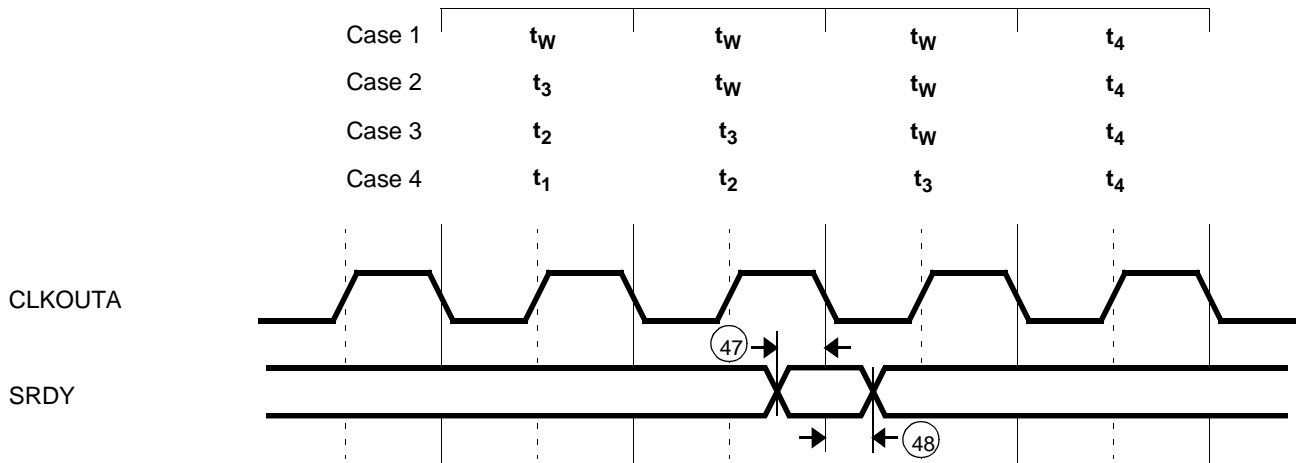 Case 1 tW tW tW t4
Case 2 t3 tW tW t4
Case 3 t2 t3 tW t4
Case 4 t1 t2 t3 t4
CLKOUTA
47
SRDY
48